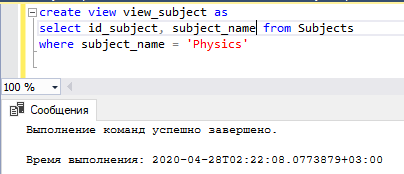 create view view_subject as
select id_subject, subject_name from Subjects
where subject_name = 'Physics'
100 %
Сообщения
Выполнение команд успешно завершено.
Время выполнения: 2020-04-28T02:22:08.0773879+03:00